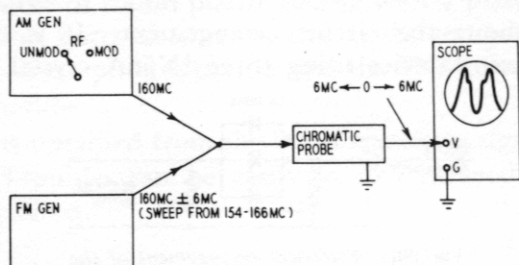 AM GEN
RF
UNMOD
MOD
160MC
SCOPE
6MC ← 0 → 6MC
CHROMATIC
PROBE
V
G
FM GEN
160MC ± 6MC
(SWEEP FROM 154-166MC)